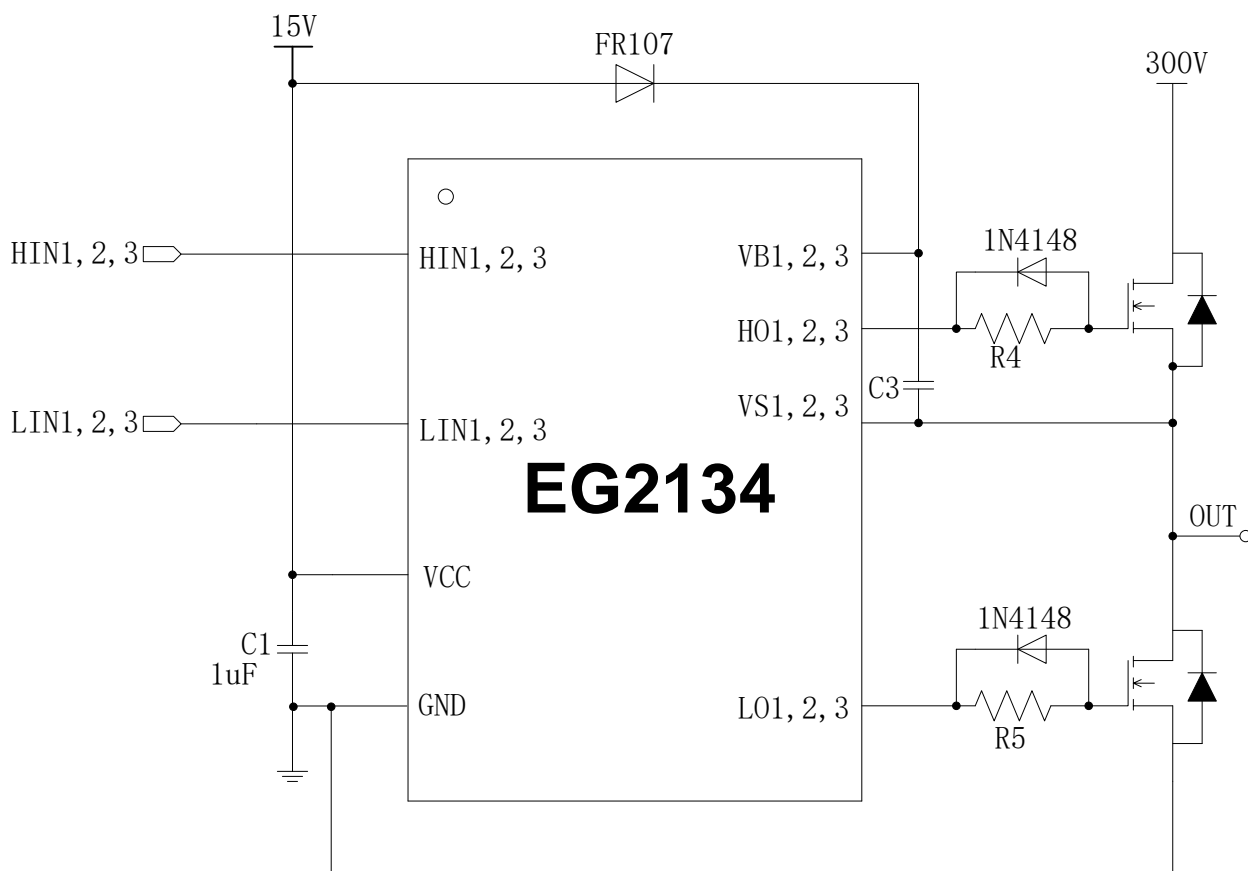 15V
FR107
300V
HIN1,2,3
HIN1,2,3
VB1,2,3
1N4148
HO1,2,3
R4
C3
VS1,2,3
LIN1,2,3
LIN1,2,3
EG2134
OUT
VCC
1N4148
C1
1uF
GND
LO1,2,3
R5